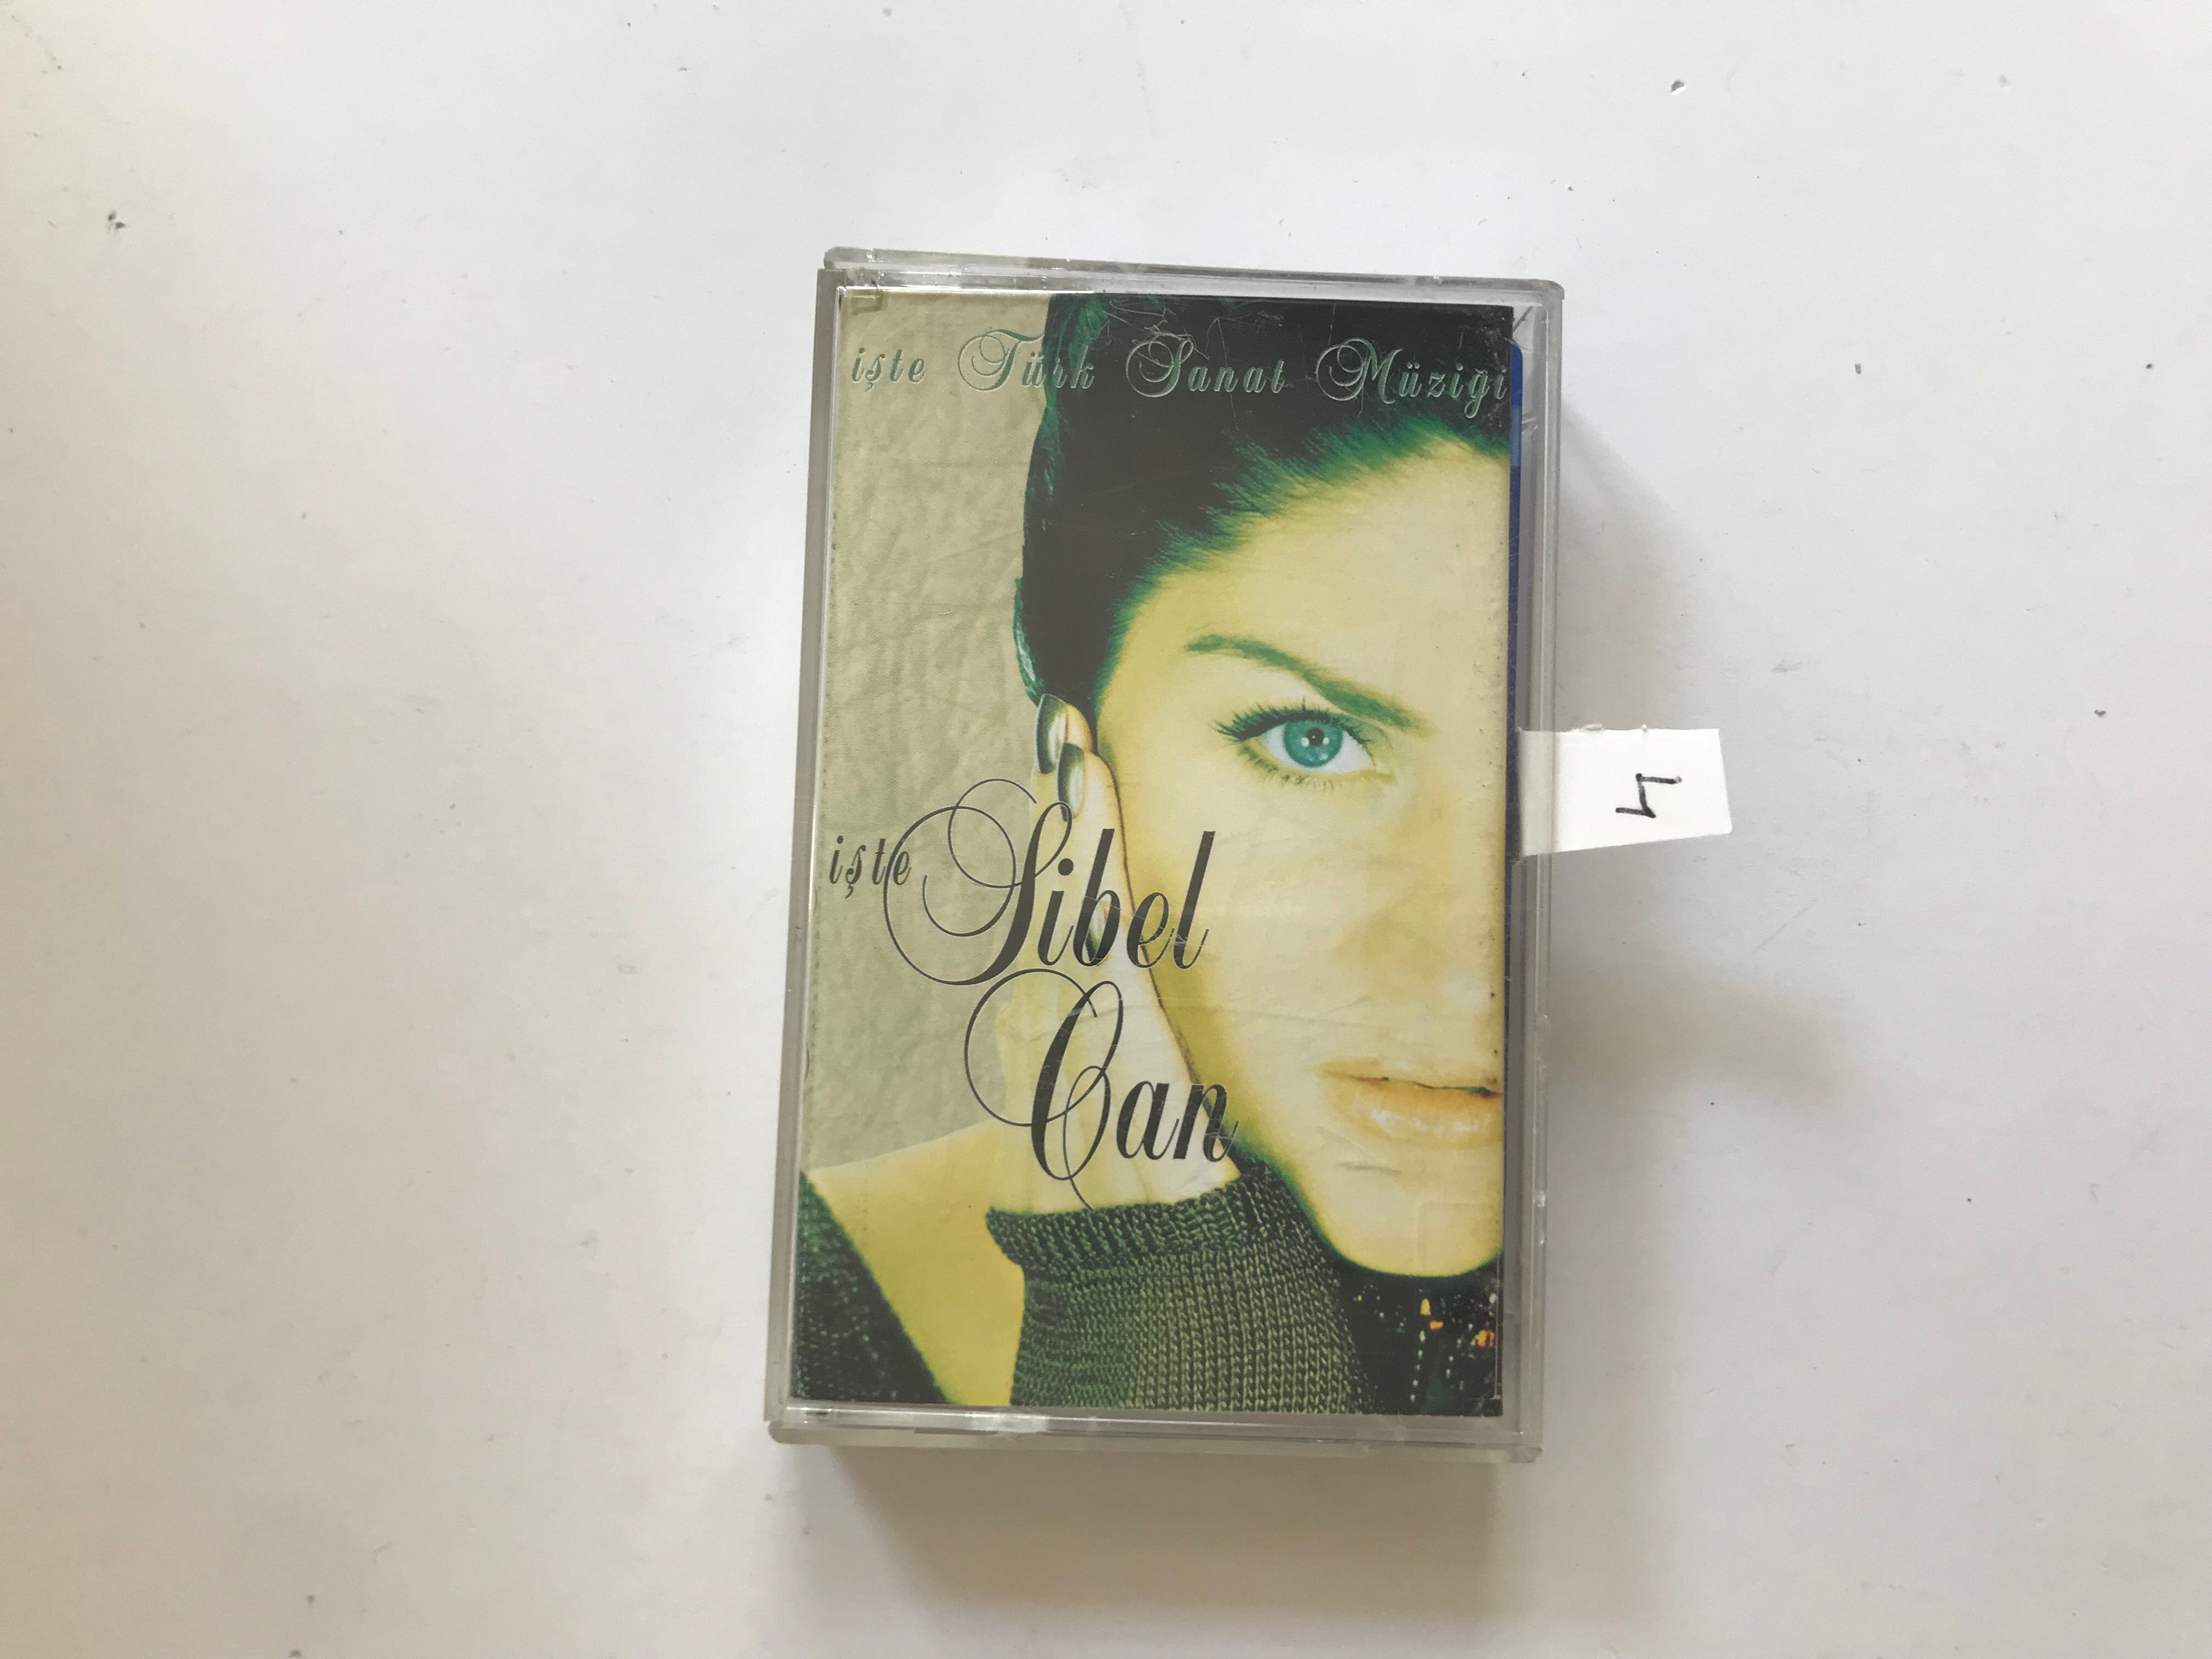 işte Türk Sanat Müziği
işte Sibel
Can
4